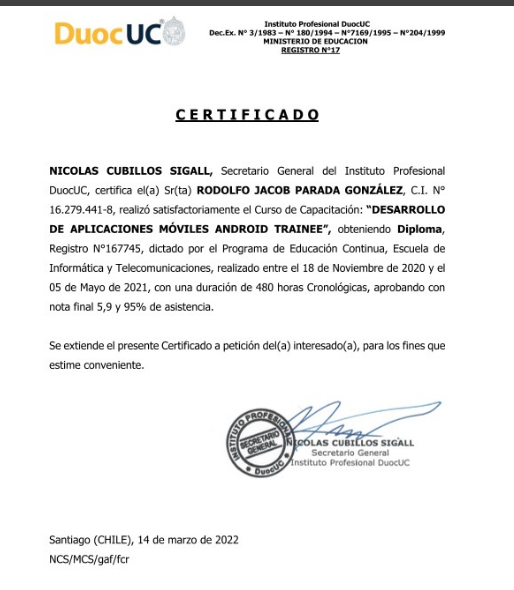 Duoc UC
Instituto Profesional DuocUC
Dec.Ex. N° 3/1983 – N° 180/1994 – N°7169/1995 – N°204/1999
MINISTERIO DE EDUCACION
REGISTRO N°17
CERTIFICADO
NICOLAS CUBILLOS SIGALL, Secretario General del Instituto Profesional
DuocUC, certifica el(a) Sr(ta) RODOLFO JACOB PARADA GONZÁLEZ, C.I. N°
16.279.441-8, realizó satisfactoriamente el Curso de Capacitación: “DESARROLLO
DE APLICACIONES MÓVILES ANDROID TRAINEE”, obteniendo Diploma,
Registro N°167745, dictado por el Programa de Educación Continua, Escuela de
Informática y Telecomunicaciones, realizado entre el 18 de Noviembre de 2020 y el
05 de Mayo de 2021, con una duración de 480 horas Cronológicas, aprobando con
nota final 5,9 y 95% de asistencia.
Se extiende el presente Certificado a petición del(a) interesado(a), para los fines que
estime conveniente.
INSTITUTO PROFESIONAL
SECRETARIO
GENERAL
DuocUC
NICOLAS CUBILLOS SIGALL
Secretario General
Instituto Profesional DuocUC
Santiago (CHILE), 14 de marzo de 2022
NCS/MCS/gaf/fcr